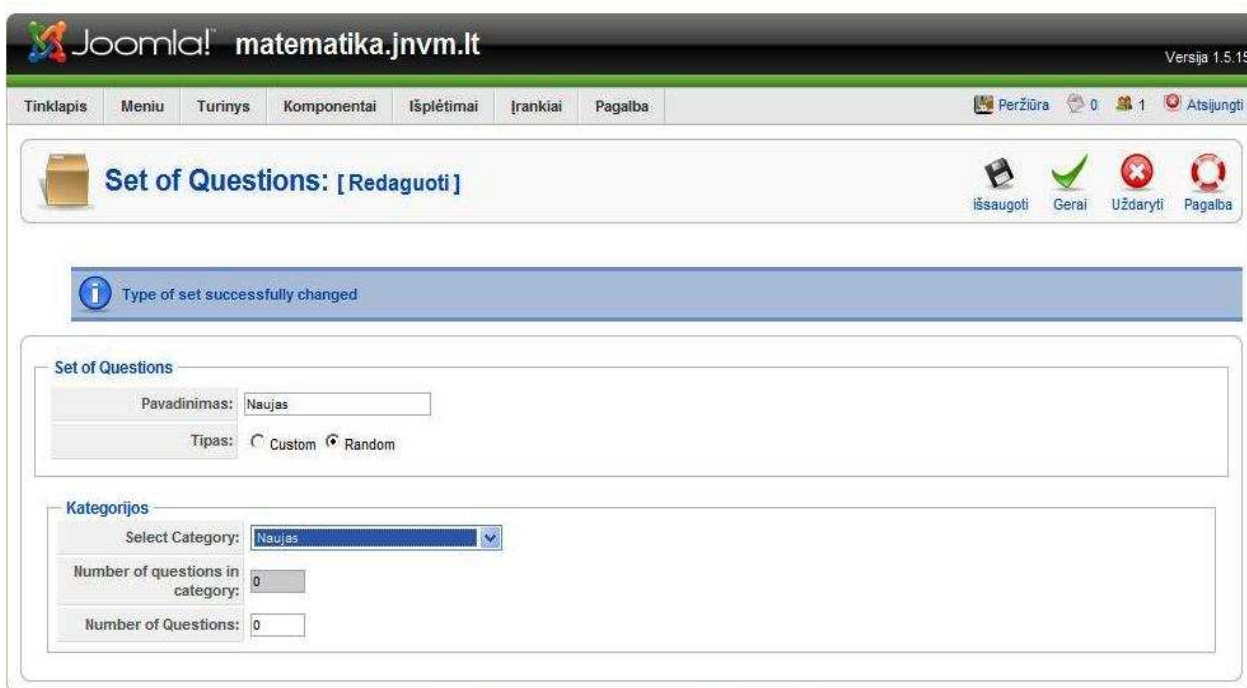 Joomla!™ matematika.jnvm.lt
Versija 1.5.15
Tinklapis Meniu Turinys Komponentai Išplėtimai Įrankiai Pagalba Peržiūra 0 1 Atsijungti
Set of Questions: [ Redaguoti ]
išsaugoti Gerai Uždaryti Pagalba
Type of set successfully changed
Set of Questions
Pavadinimas: Naujas
Tipas: Custom Random
Kategorijos
Select Category: Naujas
Number of questions in
category: 0
Number of Questions: 0